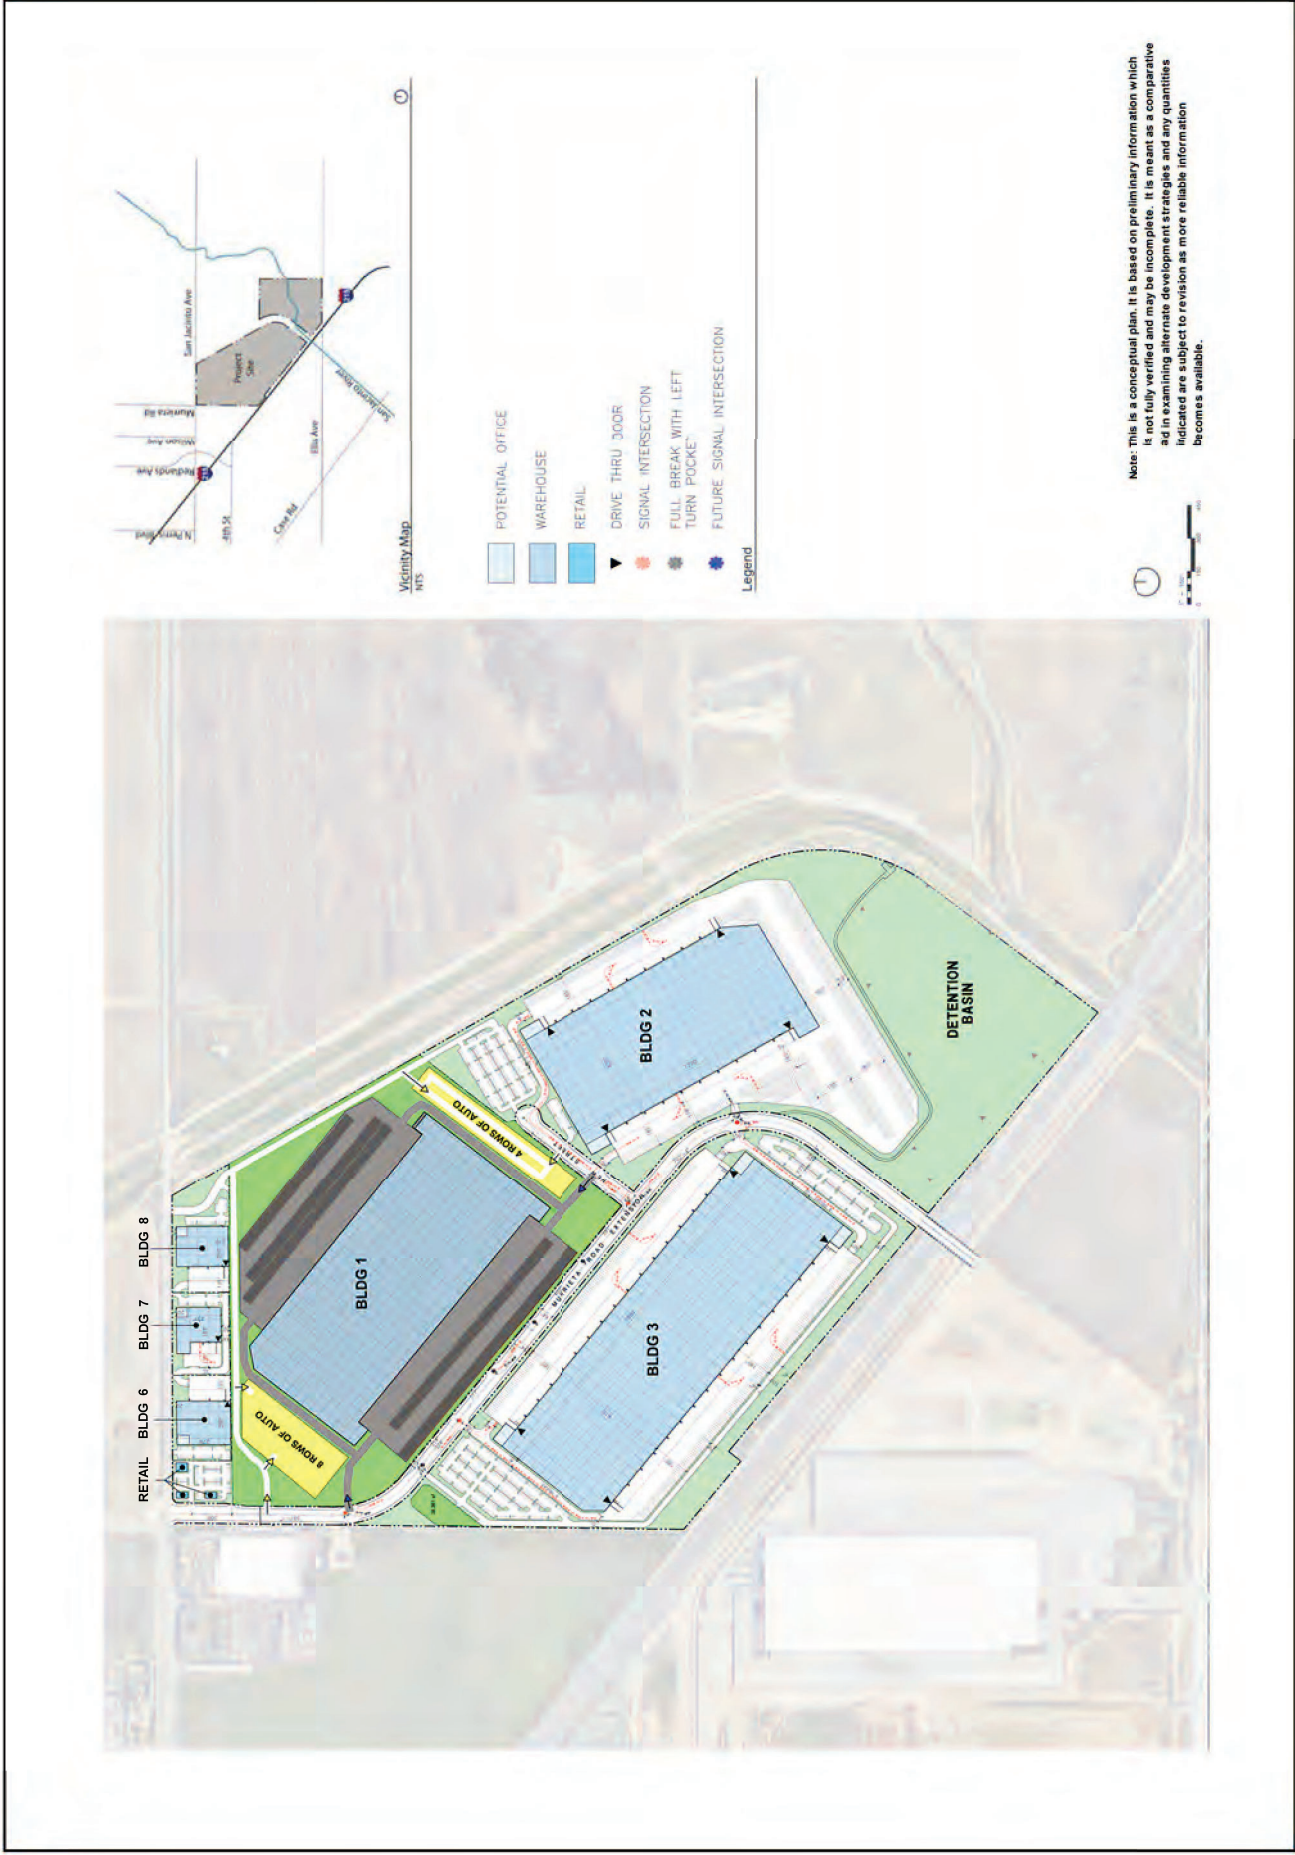 RETAIL
BLDG 6
BLDG 7
BLDG 8
8 ROWS OF AUTO
4 ROWS OF AUTO
BLDG 1
BLDG 2
BLDG 3
MURRIETA ROAD EXTENSION
DETENTION
BASIN
N Perris Blvd
Redlands Ave
Wilson Ave
Murrieta Rd
San Jacinto Ave
4th St
Case Rd
Ellis Ave
San Jacinto River
Project
Site
215
215
Vicinity Map
NTS
POTENTIAL OFFICE
WAREHOUSE
RETAIL
DRIVE THRU DOOR
SIGNAL INTERSECTION
FULL BREAK WITH LEFT
TURN POCKE
FUTURE SIGNAL INTERSECTION
Legend
Note: This is a conceptual plan. It is based on preliminary information which
is not fully verified and may be incomplete. It is meant as a comparative
aid in examining alternate development strategies and any quantities
indicated are subject to revision as more reliable information
becomes available.